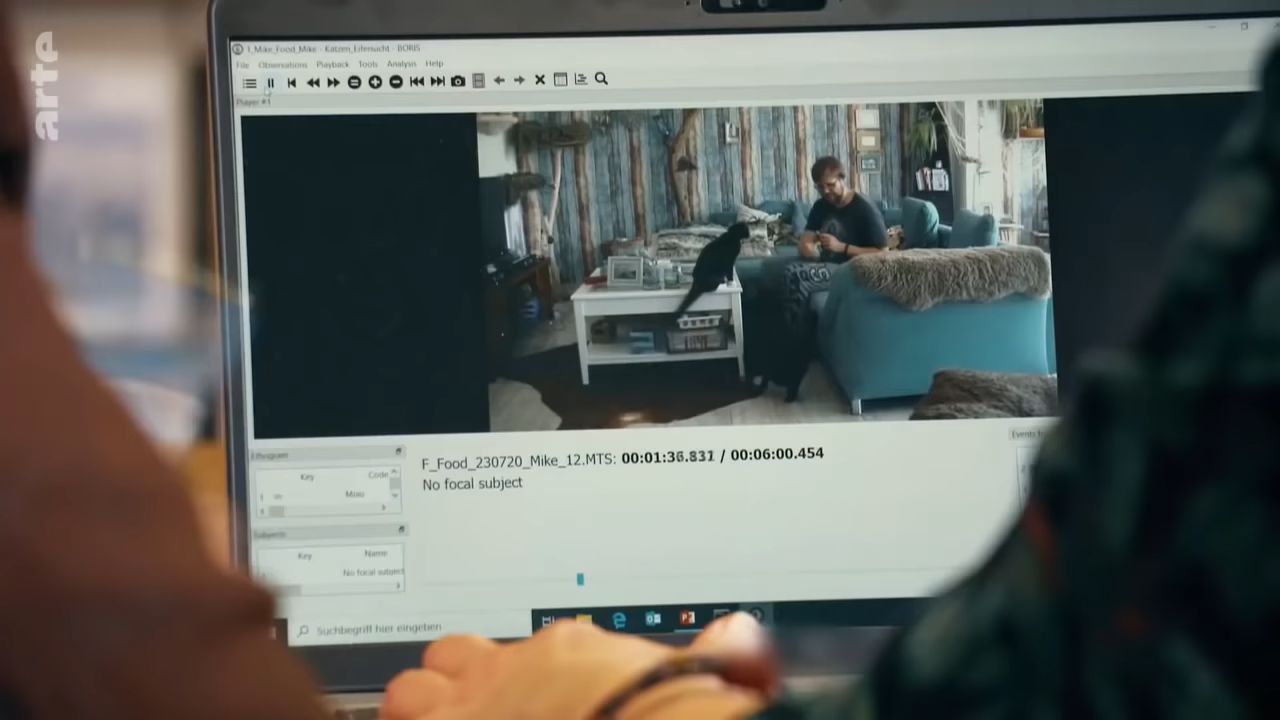 arte
1_Mike_Food_Mike - Katzen_Eifersucht - BORIS
File Observations Playback Tools Analysis Help
Player #1
F_Food_230720_Mike_12.MTS: 00:01:36.831 / 00:06:00.454
No focal subject
Ethogram
Key Code
Events
Subjects
Key Name
No focal subject
Suchbegriff hier eingeben